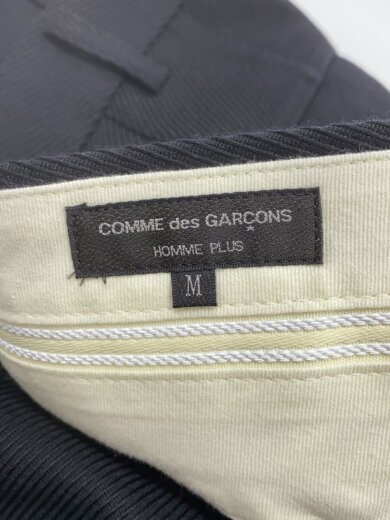 COMME des GARCONS
*
HOMME PLUS
M